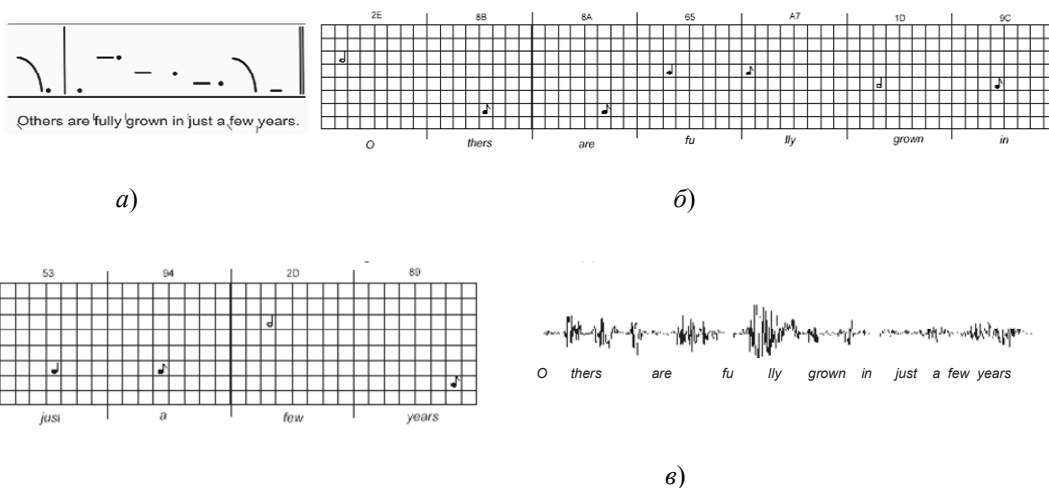 2E 8B 8A 65 A7 1D 9C
Others are fully grown in just a few years.
O thers are fu lly grown in
а) б)
53 94 2D 89
jusı a few years
O thers are fu lly grown in just a few years
в)